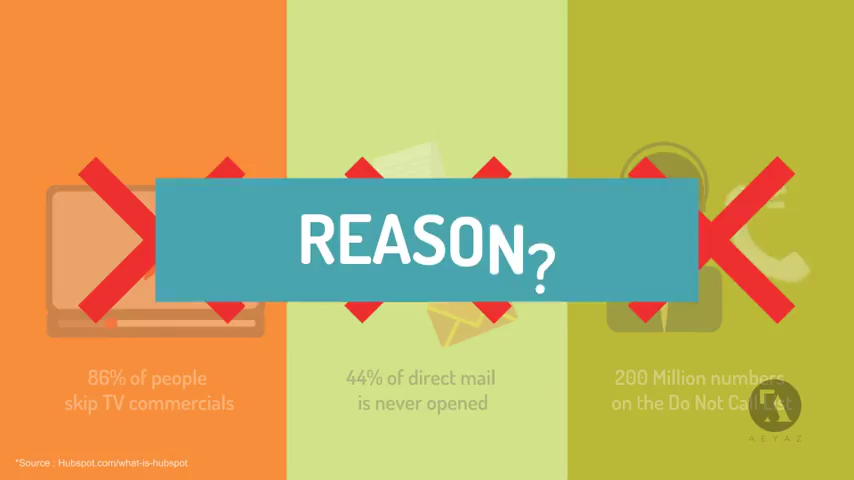 REASON?
86% of people
skip TV commercials
44% of direct mail
is never opened
200 Million numbers
on the Do Not Call List
AEYAZ
*Source : Hubspot.com/what-is-hubspot